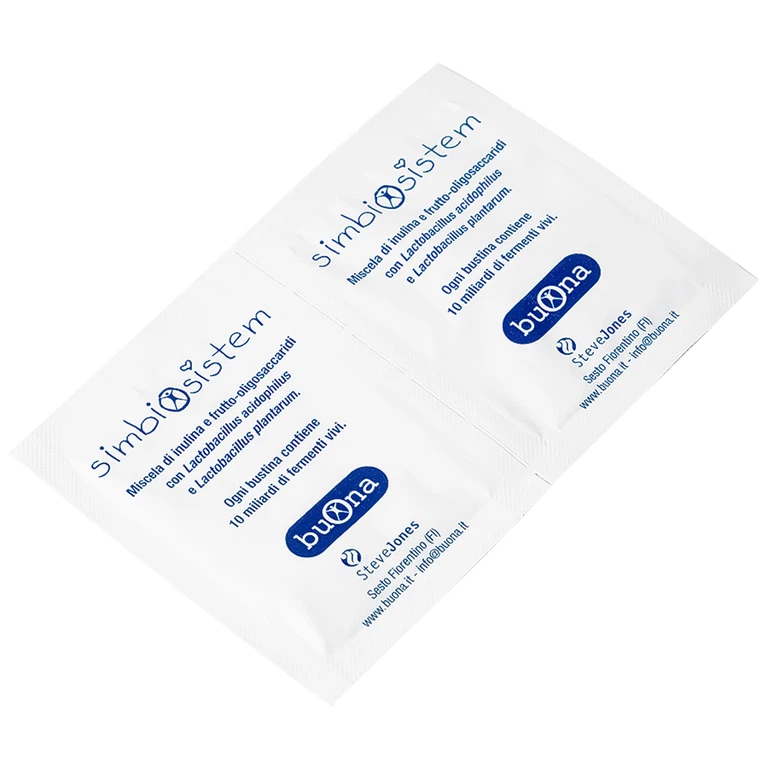 simbiosistem
Miscela di inulina e frutto-oligosaccaridi
con Lactobacillus acidophilus
e Lactobacillus plantarum.
Ogni bustina contiene
10 miliardi di fermenti vivi.
buOna
SteveJones
Sesto Fiorentino (FI)
www.buona.it - info@buona.it
simbiosistem
Miscela di inulina e frutto-oligosaccaridi
con Lactobacillus acidophilus
e Lactobacillus plantarum.
Ogni bustina contiene
10 miliardi di fermenti vivi.
buOna
SteveJones
Sesto Fiorentino (FI)
www.buona.it - info@buona.it